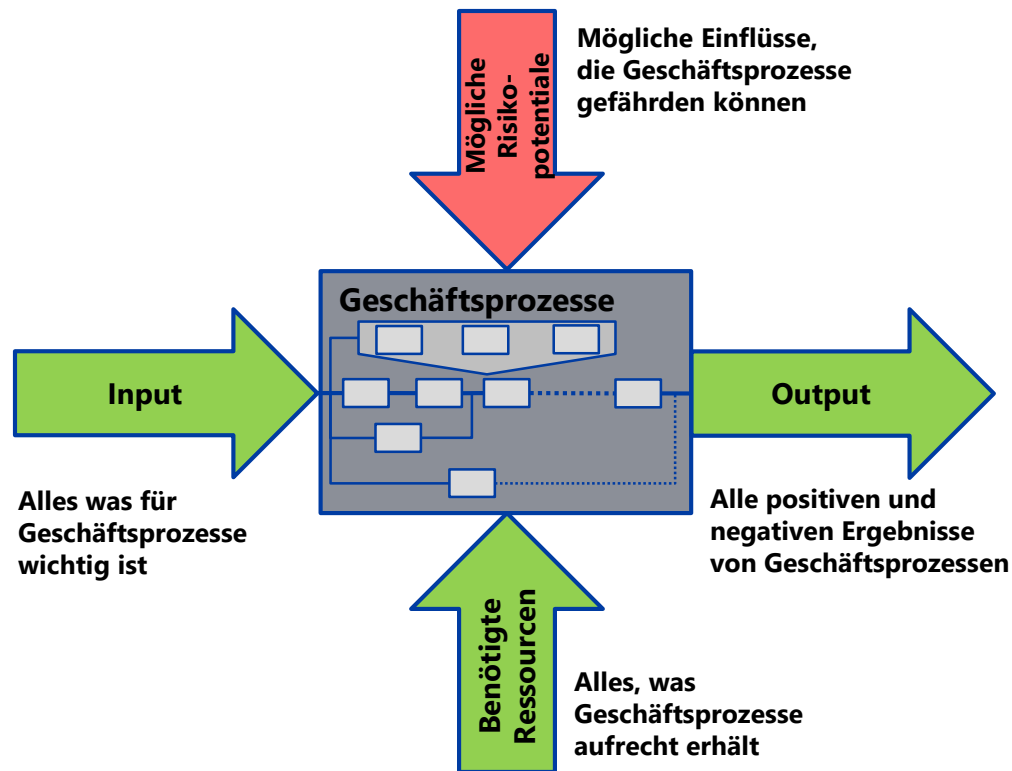 Mögliche
Risiko-
potentiale
Mögliche Einflüsse,
die Geschäftsprozesse
gefährden können
Geschäftsprozesse
Input
Output
Alles was für
Geschäftsprozesse
wichtig ist
Alle positiven und
negativen Ergebnisse
von Geschäftsprozessen
Benötigte
Ressourcen
Alles, was
Geschäftsprozesse
aufrecht erhält